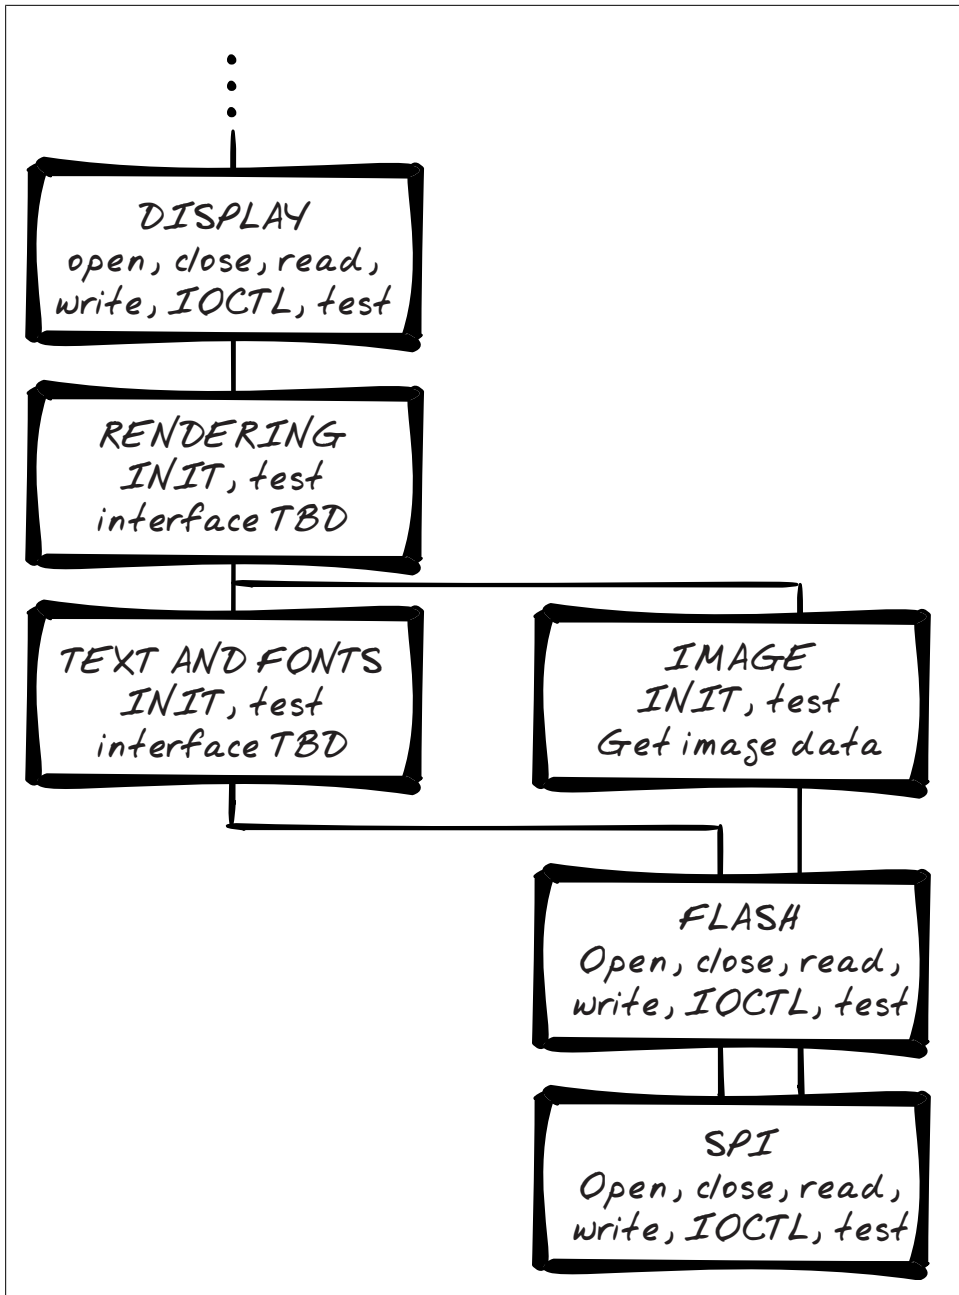 DISPLAY
open, close, read,
write, IOCTL, test
RENDERING
INIT, test
interface TBD
TEXT AND FONTS
INIT, test
interface TBD
IMAGE
INIT, test
Get image data
FLASH
Open, close, read,
write, IOCTL, test
SPI
Open, close, read,
write, IOCTL, test